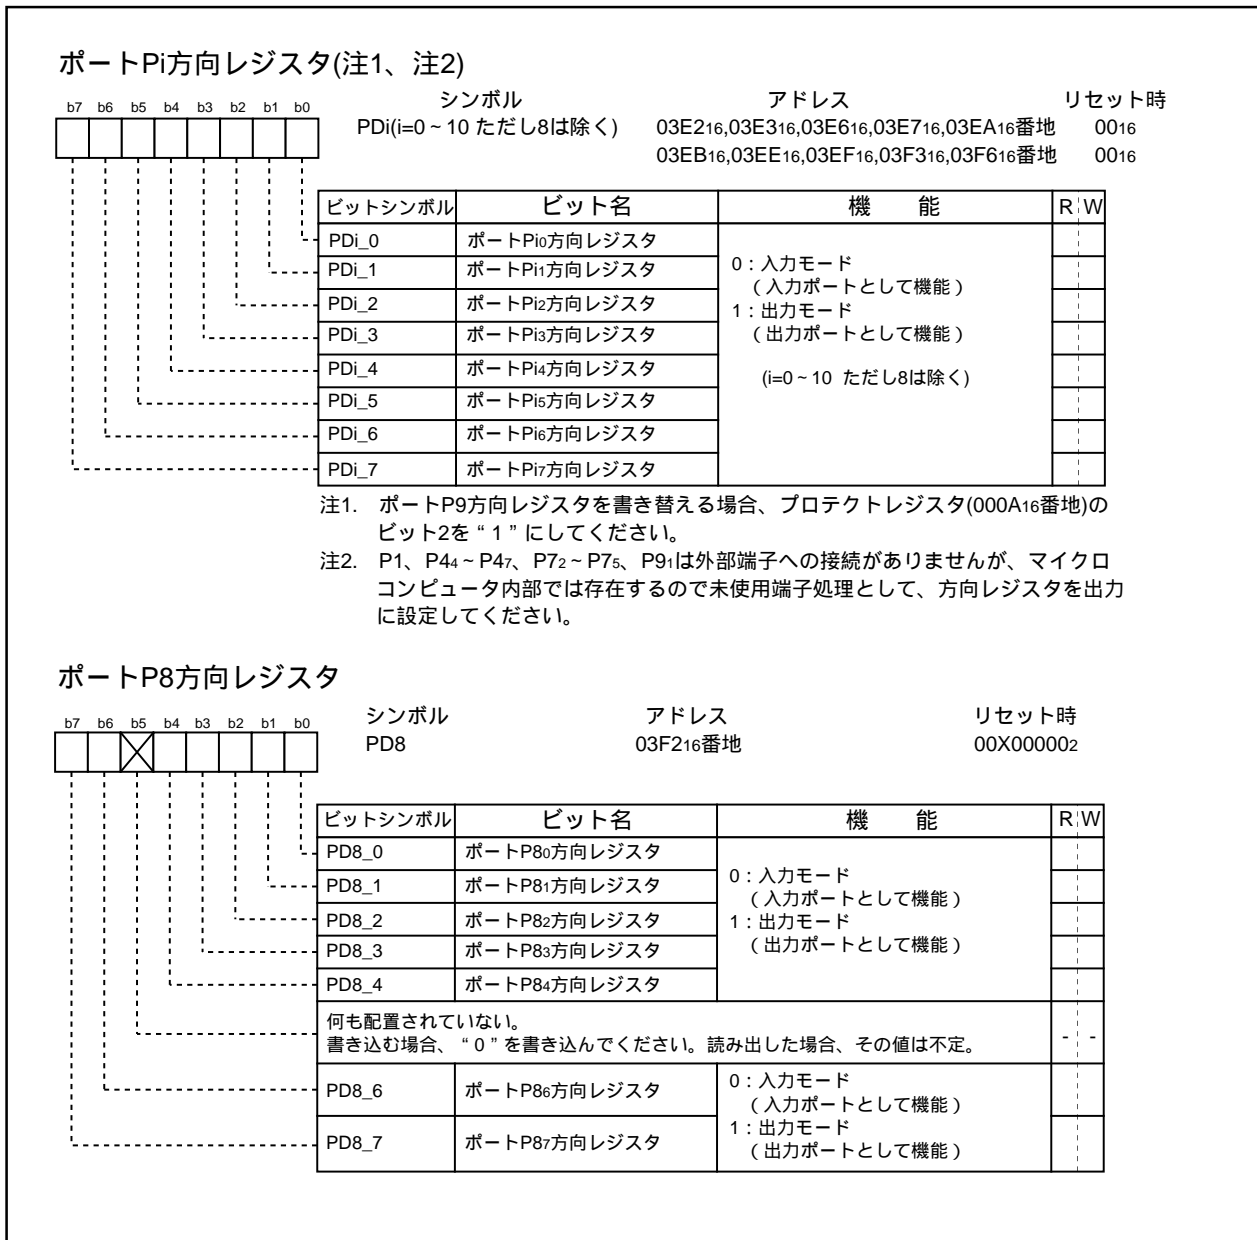 ポートPi方向レジスタ(注1、注2)
b7 b6 b5 b4 b3 b2 b1 b0
シンボル アドレス リセット時
PDi(i=0~10 ただし8は除く) 03E216,03E316,03E616,03E716,03EA16番地 0016
03EB16,03EE16,03EF16,03F316,03F616番地 0016
ビットシンボル ビット名 機 能 R W
PDi_0 ポートPi0方向レジスタ
PDi_1 ポートPi1方向レジスタ
PDi_2 ポートPi2方向レジスタ
PDi_3 ポートPi3方向レジスタ
PDi_4 ポートPi4方向レジスタ
PDi_5 ポートPi5方向レジスタ
PDi_6 ポートPi6方向レジスタ
PDi_7 ポートPi7方向レジスタ
0:入力モード
(入力ポートとして機能)
1:出力モード
(出力ポートとして機能)
(i=0~10 ただし8は除く)
注1. ポートP9方向レジスタを書き替える場合、プロテクトレジスタ(000A16番地)の
ビット2を“1”にしてください。
注2. P1、P44~P47、P72~P75、P91は外部端子への接続がありませんが、マイクロ
コンピュータ内部では存在するので未使用端子処理として、方向レジスタを出力
に設定してください。
ポートP8方向レジスタ
b7 b6 b5 b4 b3 b2 b1 b0
シンボル アドレス リセット時
PD8 03F216番地 00X000002
ビットシンボル ビット名 機 能 R W
PD8_0 ポートP80方向レジスタ
PD8_1 ポートP81方向レジスタ
PD8_2 ポートP82方向レジスタ
PD8_3 ポートP83方向レジスタ
PD8_4 ポートP84方向レジスタ
0:入力モード
(入力ポートとして機能)
1:出力モード
(出力ポートとして機能)
何も配置されていない。
書き込む場合、“0”を書き込んでください。読み出した場合、その値は不定。 - -
PD8_6 ポートP86方向レジスタ
PD8_7 ポートP87方向レジスタ
0:入力モード
(入力ポートとして機能)
1:出力モード
(出力ポートとして機能)